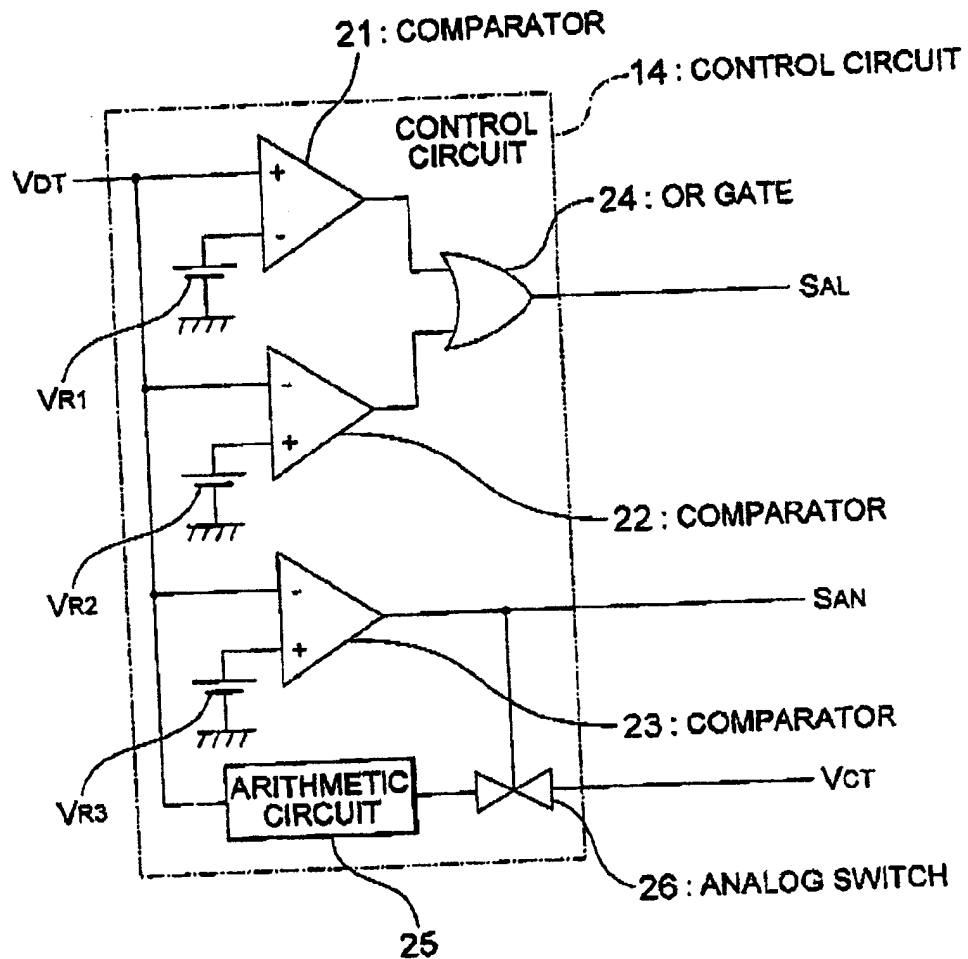 21 : COMPARATOR
14 : CONTROL CIRCUIT
CONTROL
CIRCUIT
VDT
+
-
24 : OR GATE
SAL
VR1
-
+
22 : COMPARATOR
VR2
-
+
SAN
23 : COMPARATOR
VR3
ARITHMETIC
CIRCUIT
VCT
26 : ANALOG SWITCH
25